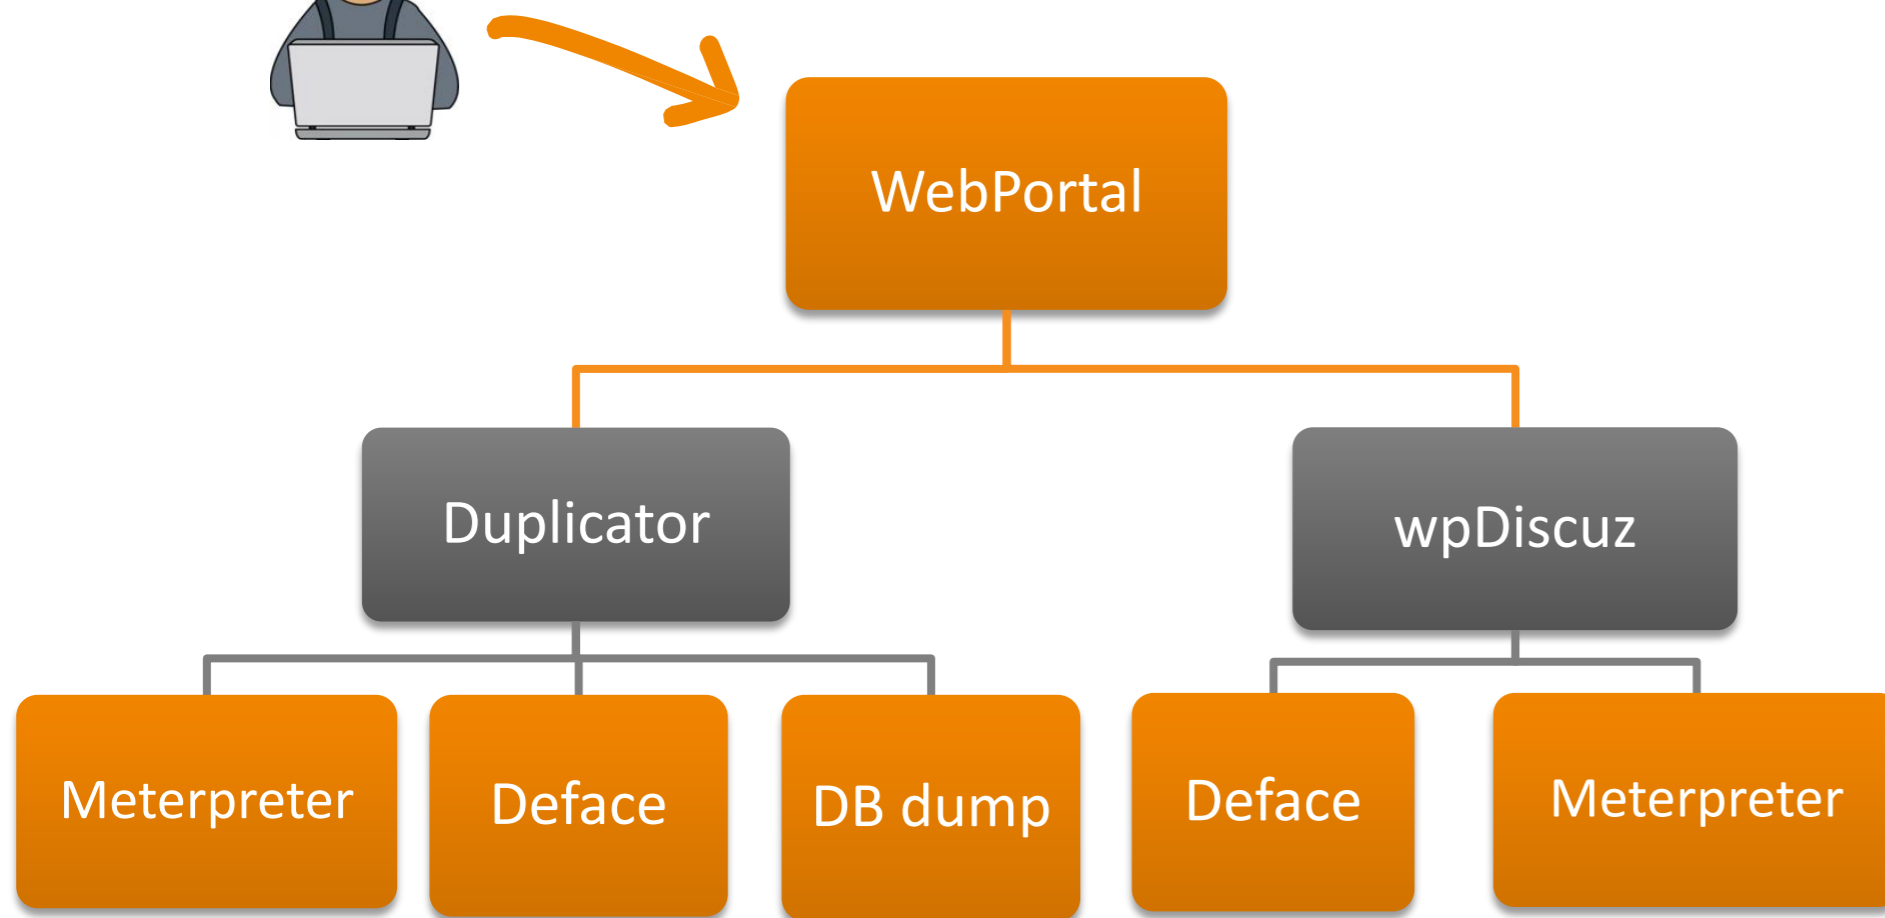 WebPortal
Duplicator
wpDiscuz
Meterpreter
Deface
DB dump
Deface
Meterpreter